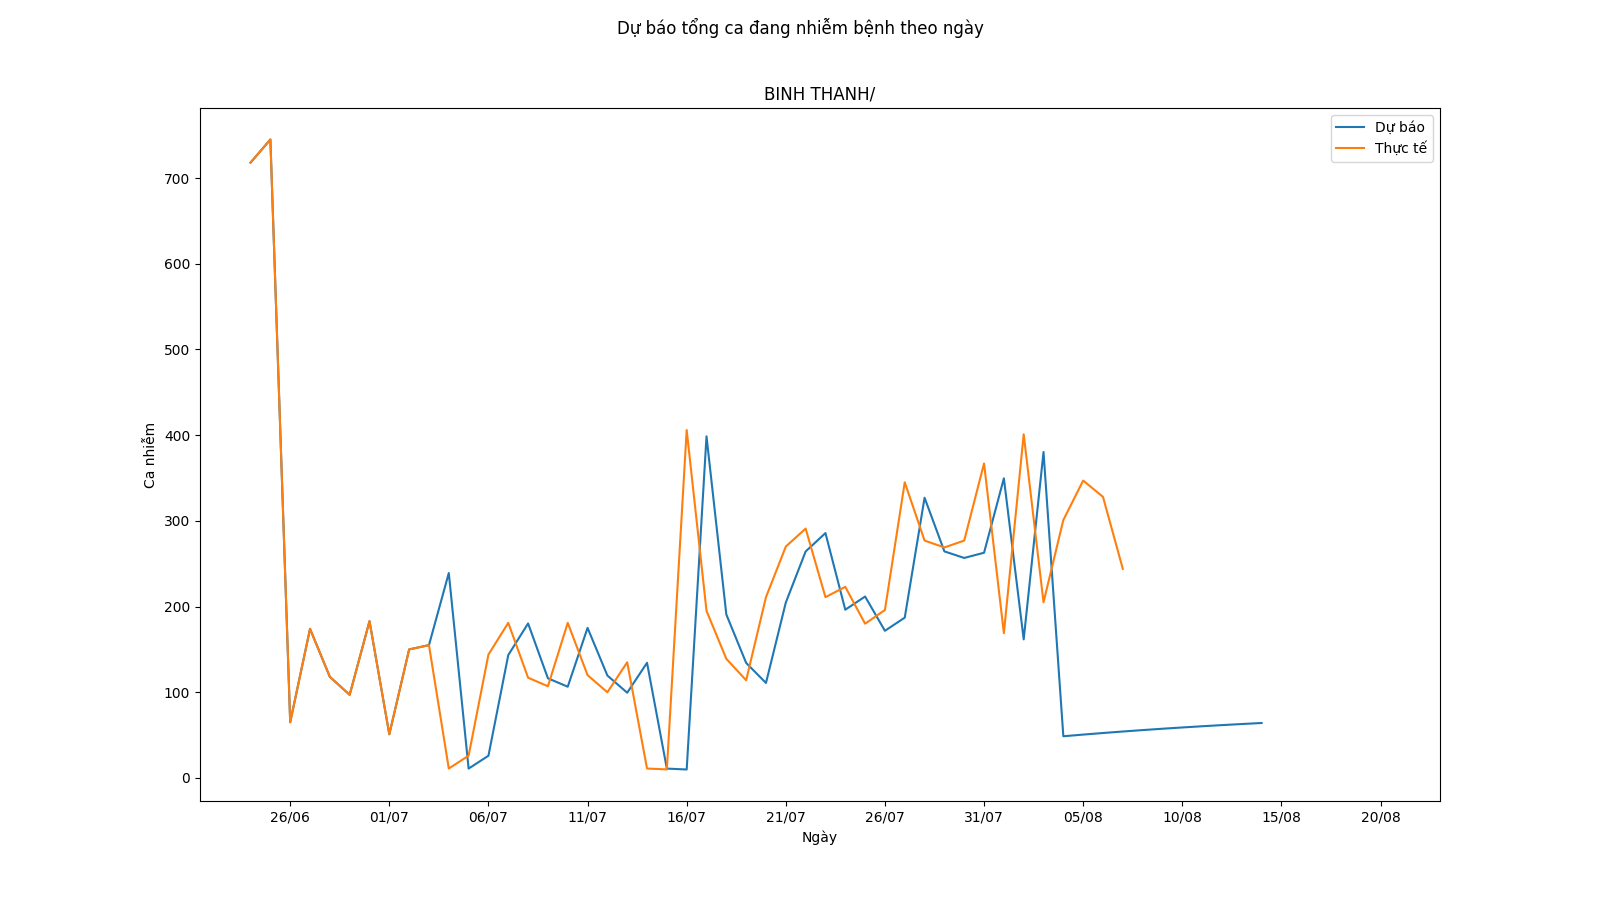 Dự báo tổng ca đang nhiễm bệnh theo ngày
BINH THANH/
Dự báo
Thực tế
700
600
500
400
300
200
100
0
Ca nhiễm
26/06 01/07 06/07 11/07 16/07 21/07 26/07 31/07 05/08 10/08 15/08 20/08
Ngày